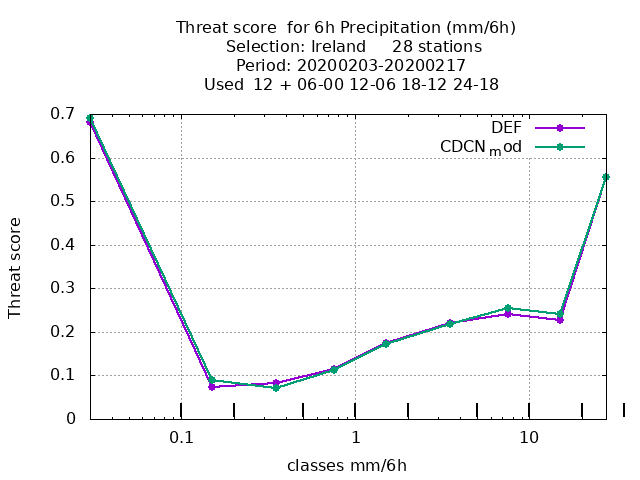 Threat score  for 6h Precipitation (mm/6h)
Selection: Ireland     28 stations
Period: 20200203-20200217
Used  12 + 06-00 12-06 18-12 24-18
DEF
CDCNmod
0.7
0.6
0.5
0.4
0.3
0.2
0.1
0
Threat score
0.1 1 10
classes mm/6h